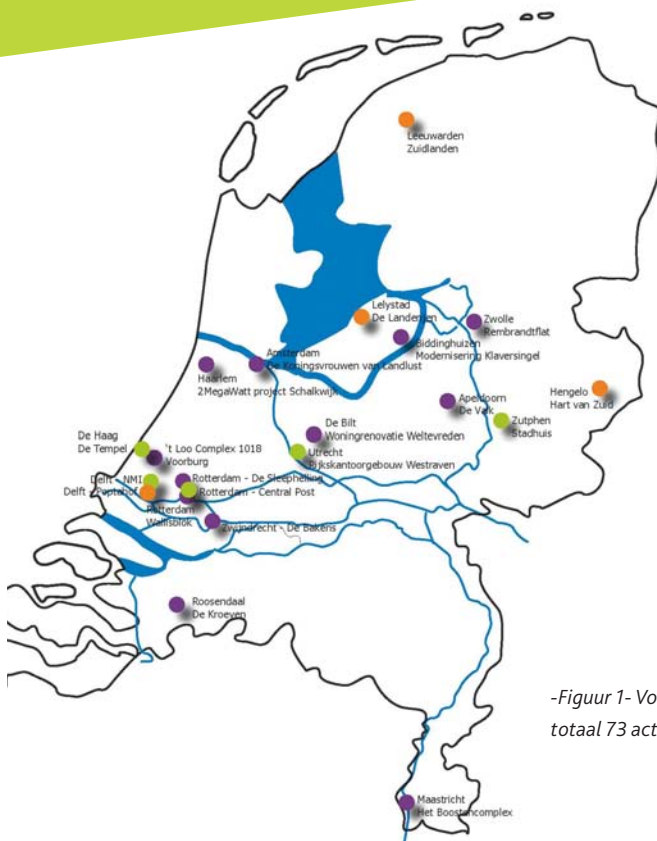 Leeuwarden
Zuidlanden
Lelystad
De Landerijen
Zwolle
Rembrandtflat
Biddinghuizen
Modernisering Klaversingel
Amsterdam
De Koningsvrouwen van Landlust
Haarlem
2MegaWatt project Schalkwijk
Hengelo
Hart van Zuid
Apeldoorn
De Valk
Zutphen
Stadhuis
De Bilt
Woningrenovatie Weltevreden
Utrecht
Rijkskantoorgebouw Westraven
De Haag
De Tempel
't Loo Complex 1018
Voorburg
Delft - NMI
Delft - Poptahof
Rotterdam - De Sleephelling
Rotterdam - Central Post
Rotterdam
Wallisblok
Zwijndrecht - De Bakens
Roosendaal
De Kroeven
-Figuur 1- Vo
totaal 73 act
Maastricht
Het Bosstencomplex